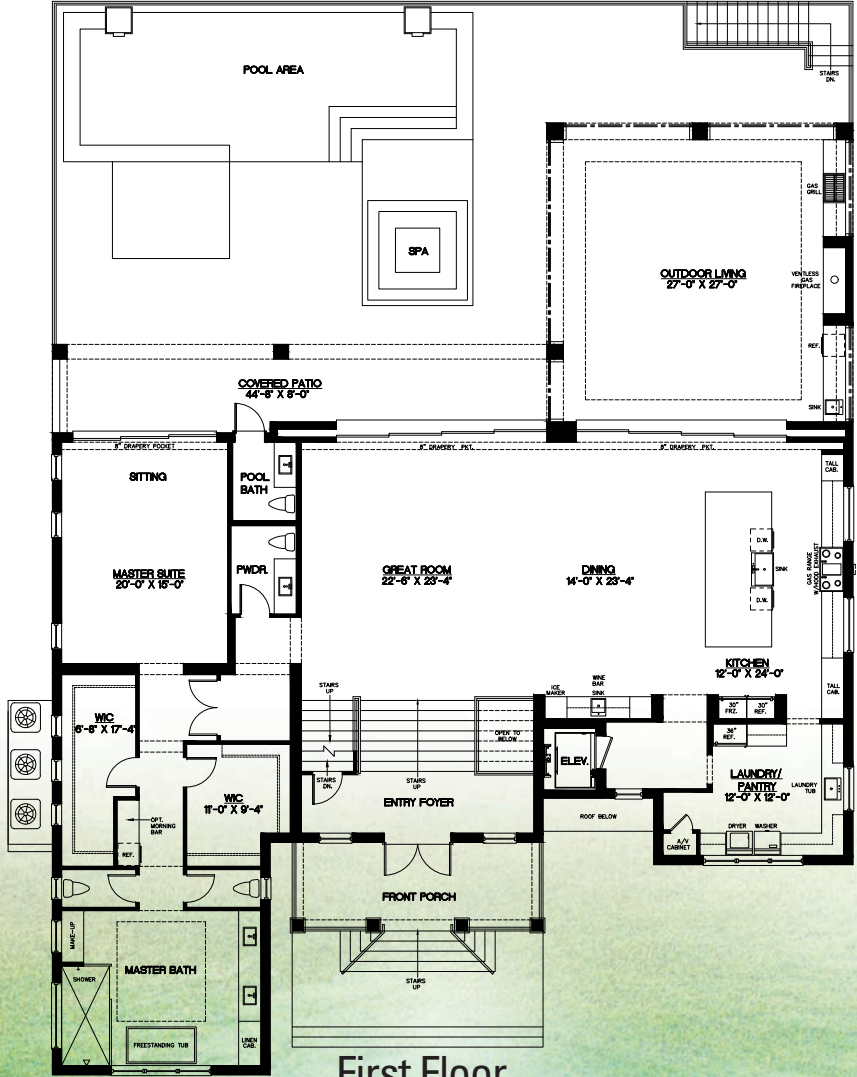 POOL AREA
STAIRS
DN.
SPA
GAS
GRILL
OUTDOOR LIVING
27'-0" X 27'-0"
VENTLESS
GAS
FIREPLACE
REF.
SINK
COVERED PATIO
44'-8" X 8'-0"
8" DRAPERY POCKET
8" DRAPERY PKT.
8" DRAPERY PKT.
SITTING
POOL
BATH
TALL
CAB.
MASTER SUITE
20'-0" X 15'-0"
PWDR.
GREAT ROOM
22'-6" X 23'-4"
DINING
14'-0" X 23'-4"
D.W.
SINK
D.W.
GAS RANGE
W/HOOD EXHAUST
KITCHEN
12'-0" X 24'-0"
TALL
CAB.
STAIRS
UP
ICE
MAKER
WINE
BAR
SINK
30"
FRZ.
30"
REF.
WIC
6'-8" X 17'-4"
OPEN TO
BELOW
36"
REF.
ELEV.
STAIRS
DN.
STAIRS
UP
ENTRY FOYER
LAUNDRY/
PANTRY
12'-0" X 12'-0"
LAUNDRY
TUB
WIC
11'-0" X 9'-4"
OPT.
MORNING
BAR
REF.
ROOF BELOW
A/V
CABINET
DRYER
WASHER
FRONT PORCH
MAKE-UP
MASTER BATH
SHOWER
STAIRS
UP
FREESTANDING TUB
LINEN
CAB.
First Floor